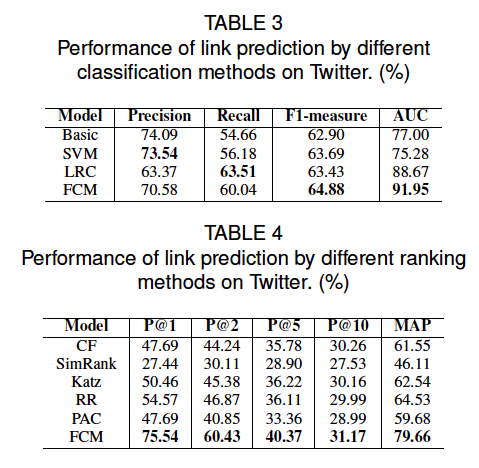 TABLE 3
Performance of link prediction by different
classification methods on Twitter. (%)
Model Precision Recall F1-measure AUC
Basic 74.09 54.66 62.90 77.00
SVM 73.54 56.18 63.69 75.28
LRC 63.37 63.51 63.43 88.67
FCM 70.58 60.04 64.88 91.95
TABLE 4
Performance of link prediction by different ranking
methods on Twitter. (%)
Model P@1 P@2 P@5 P@10 MAP
CF 47.69 44.24 35.78 30.26 61.55
SimRank 27.44 30.11 28.90 27.53 46.11
Katz 50.46 45.38 36.22 30.16 62.54
RR 54.57 46.87 36.11 29.99 64.53
PAC 47.69 40.85 33.36 28.99 59.68
FCM 75.54 60.43 40.37 31.17 79.66